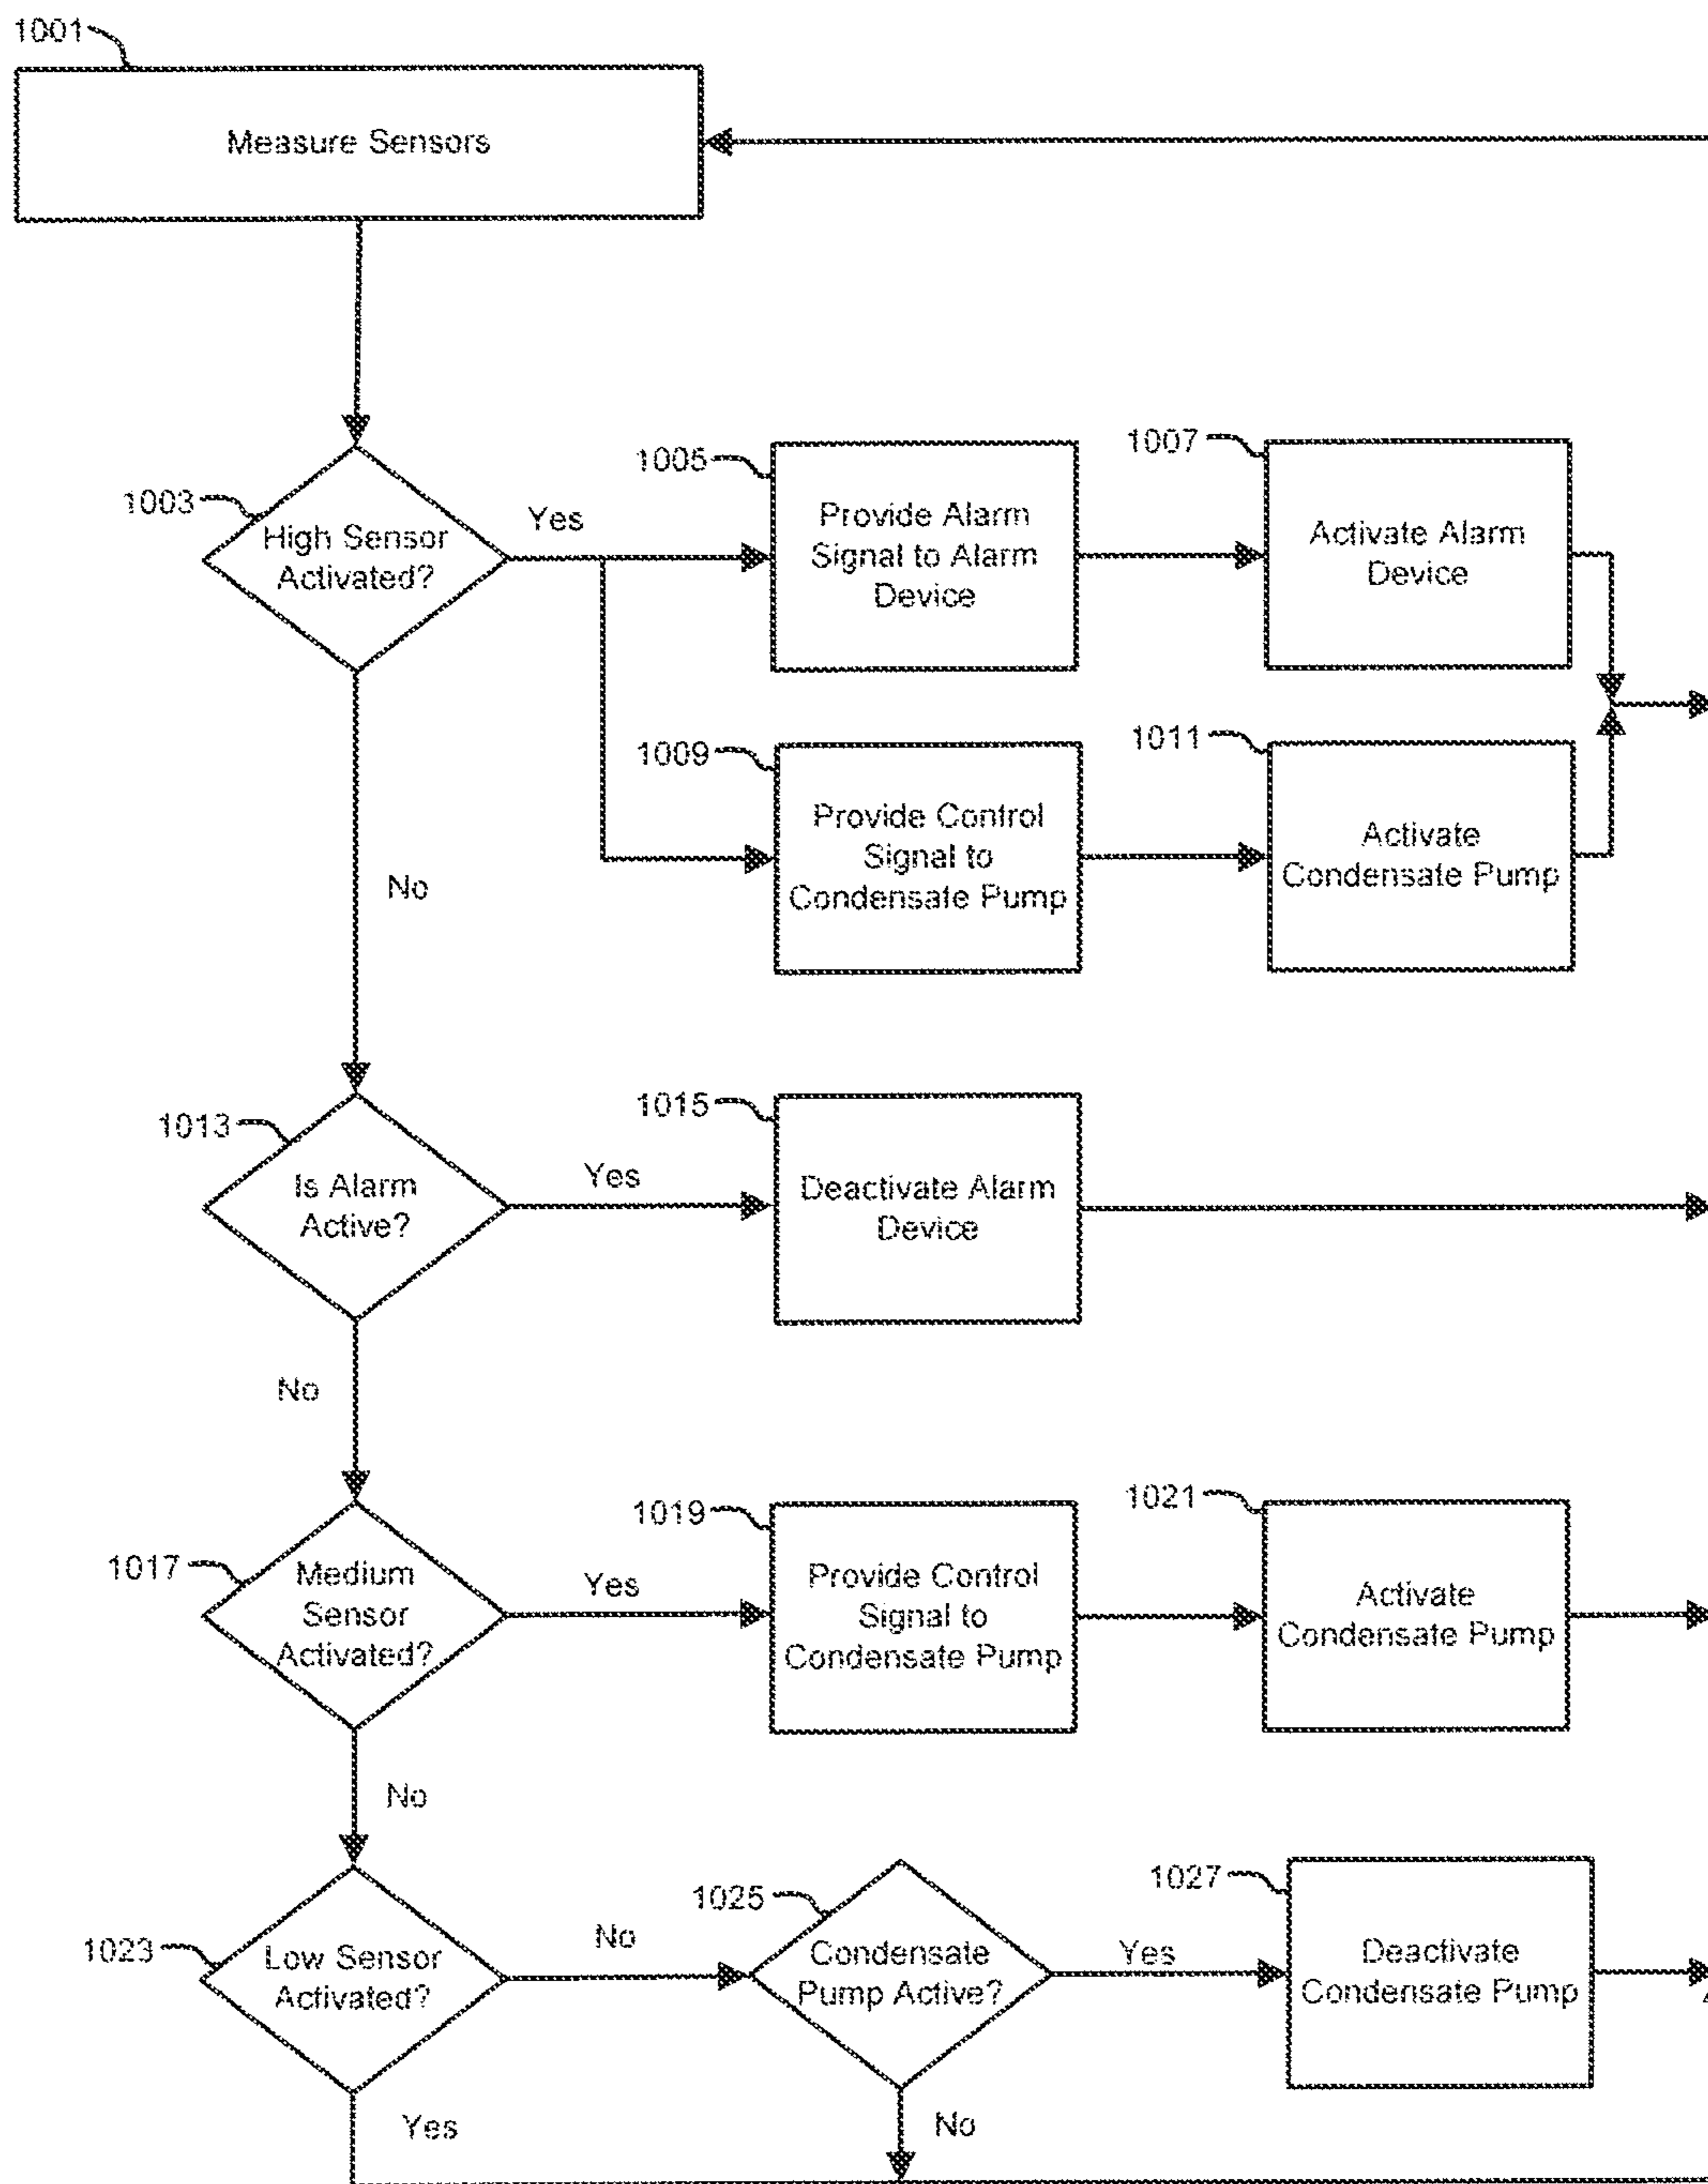 1001
Measure Sensors
1003
High Sensor
Activated?
Yes
1005
Provide Alarm
Signal to Alarm
Device
1007
Activate Alarm
Device
1009
Provide Control
Signal to
Condensate Pump
1011
Activate
Condensate Pump
No
1013
Is Alarm
Active?
Yes
1015
Deactivate Alarm
Device
No
1017
Medium
Sensor
Activated?
Yes
1019
Provide Control
Signal to
Condensate Pump
1021
Activate
Condensate Pump
No
1023
Low Sensor
Activated?
No
1025
Condensate
Pump Active?
Yes
1027
Deactivate
Condensate Pump
Yes
No